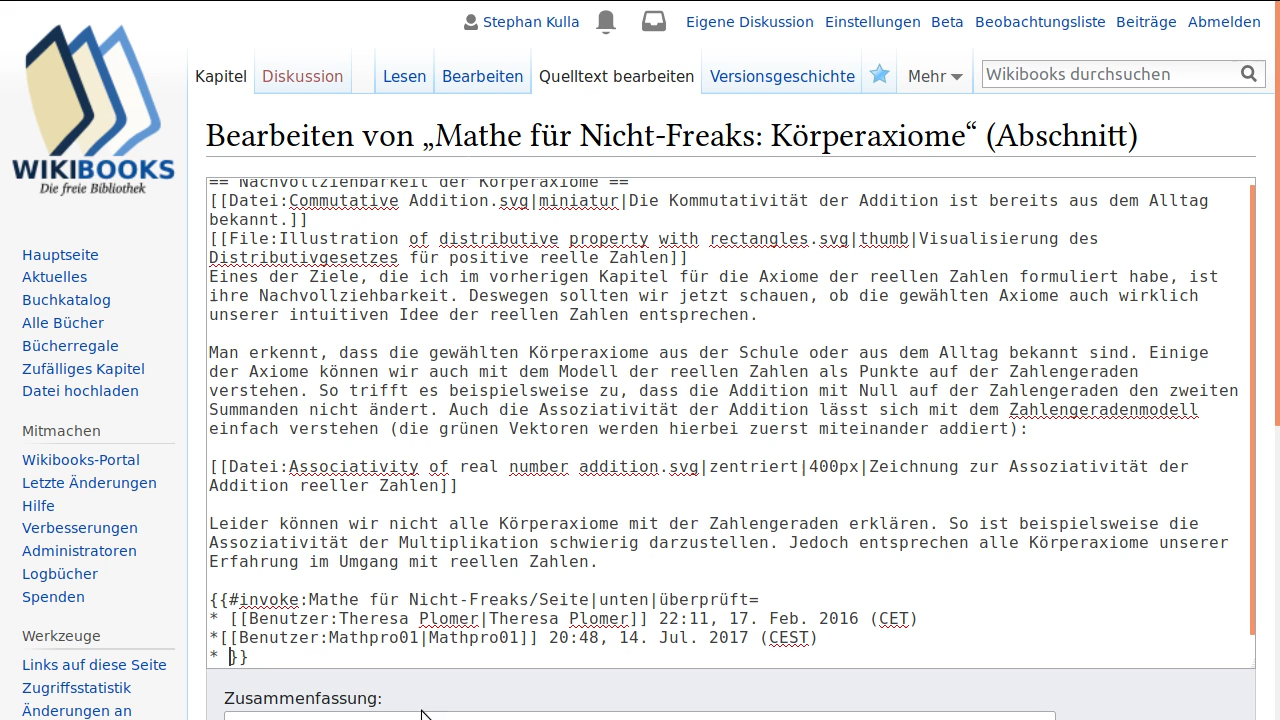 Stephan Kulla Eigene Diskussion Einstellungen Beta Beobachtungsliste Beiträge Abmelden
Kapitel Diskussion Lesen Bearbeiten Quelltext bearbeiten Versionsgeschichte Mehr Wikibooks durchsuchen
WIKIBOOKS
Die freie Bibliothek
Hauptseite
Aktuelles
Buchkatalog
Alle Bücher
Bücherregale
Zufälliges Kapitel
Datei hochladen
Mitmachen
Wikibooks-Portal
Letzte Änderungen
Hilfe
Verbesserungen
Administratoren
Logbücher
Spenden
Werkzeuge
Links auf diese Seite
Zugriffsstatistik
Änderungen an
Bearbeiten von „Mathe für Nicht-Freaks: Körperaxiome“ (Abschnitt)
== Nachvollziehbarkeit der Körperaxiome ==
[[Datei:Commutative Addition.svg|miniatur|Die Kommutativität der Addition ist bereits aus dem Alltag
bekannt.]]
[[File:Illustration of distributive property with rectangles.svg|thumb|Visualisierung des
Distributivgesetzes für positive reelle Zahlen]]
Eines der Ziele, die ich im vorherigen Kapitel für die Axiome der reellen Zahlen formuliert habe, ist
ihre Nachvollziehbarkeit. Deswegen sollten wir jetzt schauen, ob die gewählten Axiome auch wirklich
unserer intuitiven Idee der reellen Zahlen entsprechen.
Man erkennt, dass die gewählten Körperaxiome aus der Schule oder aus dem Alltag bekannt sind. Einige
der Axiome können wir auch mit dem Modell der reellen Zahlen als Punkte auf der Zahlengeraden
verstehen. So trifft es beispielsweise zu, dass die Addition mit Null auf der Zahlengeraden den zweiten
Summanden nicht ändert. Auch die Assoziativität der Addition lässt sich mit dem Zahlengeradenmodell
einfach verstehen (die grünen Vektoren werden hierbei zuerst miteinander addiert):
[[Datei:Associativity of real number addition.svg|zentriert|400px|Zeichnung zur Assoziativität der
Addition reeller Zahlen]]
Leider können wir nicht alle Körperaxiome mit der Zahlengeraden erklären. So ist beispielsweise die
Assoziativität der Multiplikation schwierig darzustellen. Jedoch entsprechen alle Körperaxiome unserer
Erfahrung im Umgang mit reellen Zahlen.
{{#invoke:Mathe für Nicht-Freaks/Seite|unten|überprüft=
* [[Benutzer:Theresa Plomer|Theresa Plomer]] 22:11, 17. Feb. 2016 (CET)
*[[Benutzer:Mathpro01|Mathpro01]] 20:48, 14. Jul. 2017 (CEST)
* }}
Zusammenfassung: